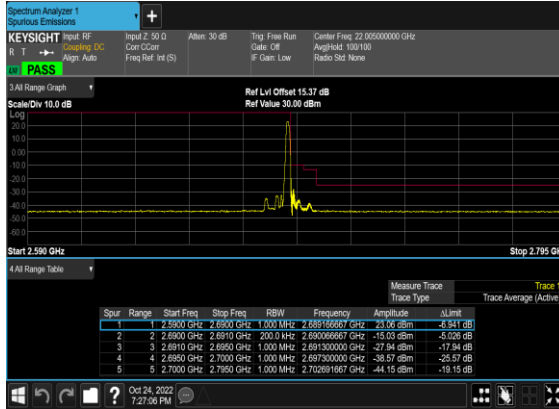 Spectrum Analyzer 1
Spurious Emissions
+
KEYSIGHT Input: RF Input Z: 50 Ω Atten: 30 dB Trig: Free Run Center Freq: 22.005000000 GHz
R T Coupling: DC Corr CCorr Gate: Off Avg|Hold: 100/100
Align: Auto Freq Ref: Int (S) IF Gain: Low Radio Std: None
PASS
3 All Range Graph
Ref Lvl Offset 15.37 dB
Scale/Div 10.0 dB Ref Value 30.00 dBm
Log
20.0
10.0
0.00
-10.0
-20.0
-30.0
-40.0
-50.0
-60.0
Start 2.590 GHz Stop 2.795 GH
4 All Range Table
Measure Trace Trace 1
Trace Type Trace Average (Active
Spur Range Start Freq Stop Freq RBW Frequency Amplitude ΔLimit
1 1 2.5900 GHz 2.6900 GHz 1.000 MHz 2.689166667 GHz 23.06 dBm -6.941 dB
2 2 2.6900 GHz 2.6910 GHz 200.0 kHz 2.690066667 GHz -15.03 dBm -5.026 dB
3 3 2.6910 GHz 2.6950 GHz 1.000 MHz 2.691300000 GHz -27.94 dBm -17.94 dB
4 4 2.6950 GHz 2.7000 GHz 1.000 MHz 2.697300000 GHz -38.57 dBm -25.57 dB
5 5 2.7000 GHz 2.7950 GHz 1.000 MHz 2.702691667 GHz -44.15 dBm -19.15 dB
?
Oct 24, 2022
7:27:06 PM